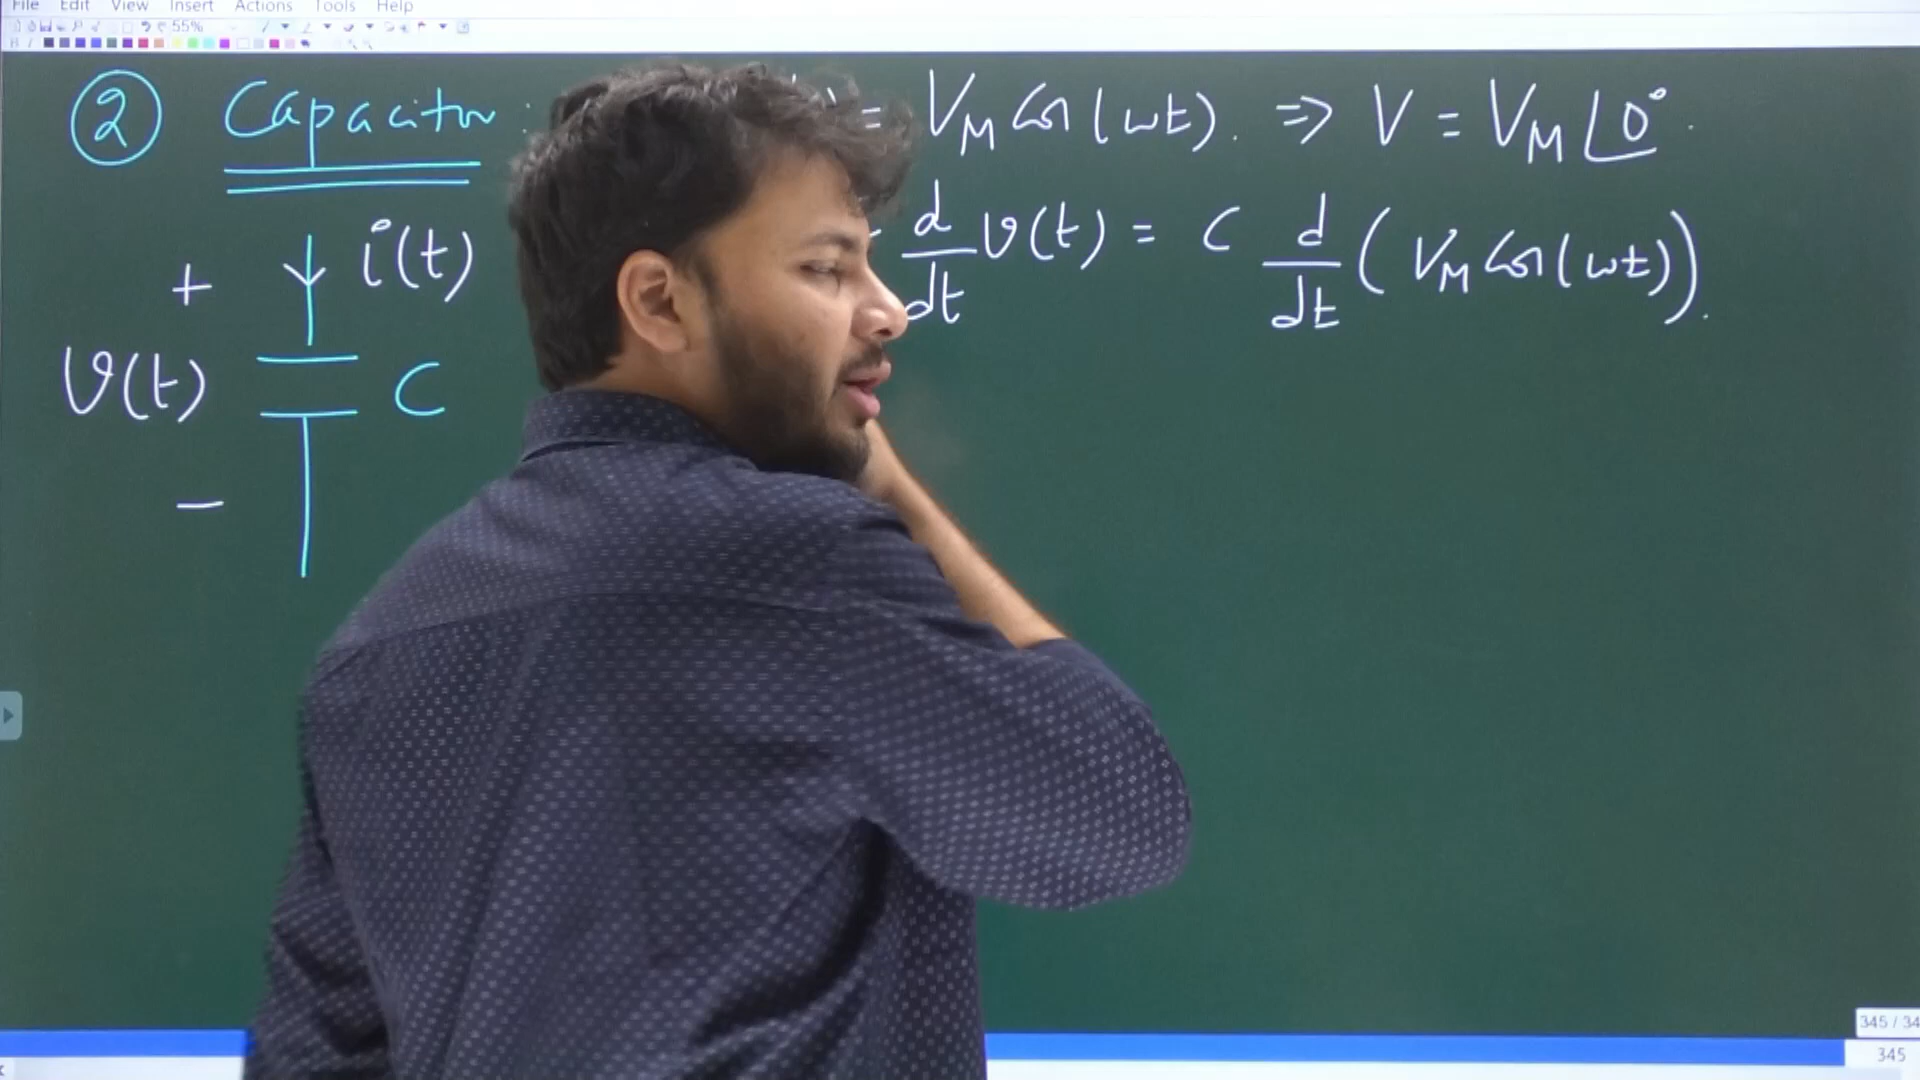 File Edit View Insert Actions Tools Help
55%
② Capacitor : = V_M Cos(ωt). ⇒ V = V_M ∠0°.
d/dt v(t) = C d/dt (V_M Cos(ωt)).
+ i(t)
v(t) C
−
345 / 34
345